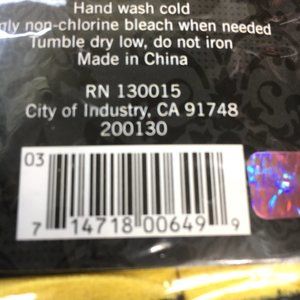 Hand wash cold
only non-chlorine bleach when needed
Tumble dry low, do not iron
Made in China
RN 130015
City of Industry, CA 91748
200130
03
7 14718 00649 9